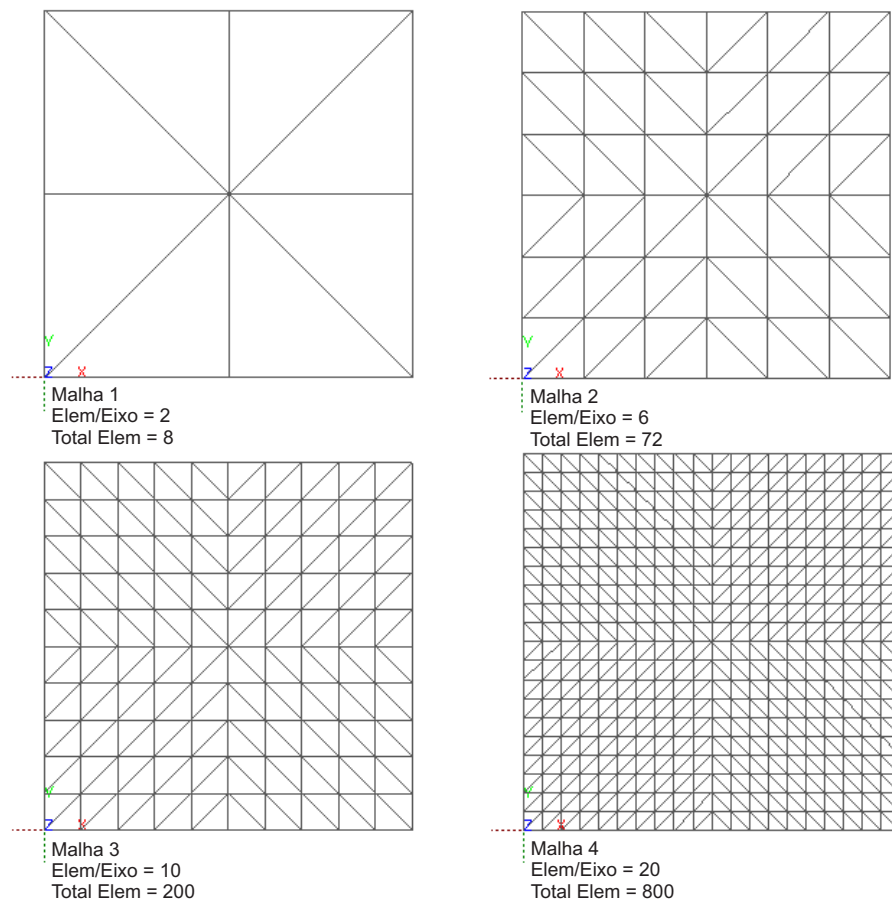 Y
Z X
Malha 1
Elem/Eixo = 2
Total Elem = 8
Y
Z X
Malha 2
Elem/Eixo = 6
Total Elem = 72
Y
Z X
Malha 3
Elem/Eixo = 10
Total Elem = 200
Y
Z X
Malha 4
Elem/Eixo = 20
Total Elem = 800